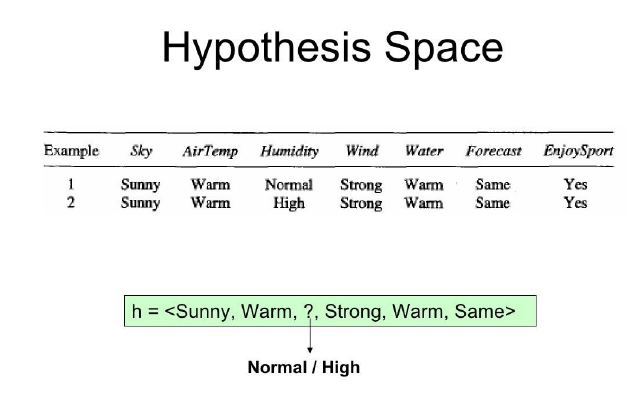 Hypothesis Space
Example Sky AirTemp Humidity Wind Water Forecast EnjoySport
1 Sunny Warm Normal Strong Warm Same Yes
2 Sunny Warm High Strong Warm Same Yes
h = <Sunny, Warm, ?, Strong, Warm, Same>
Normal / High